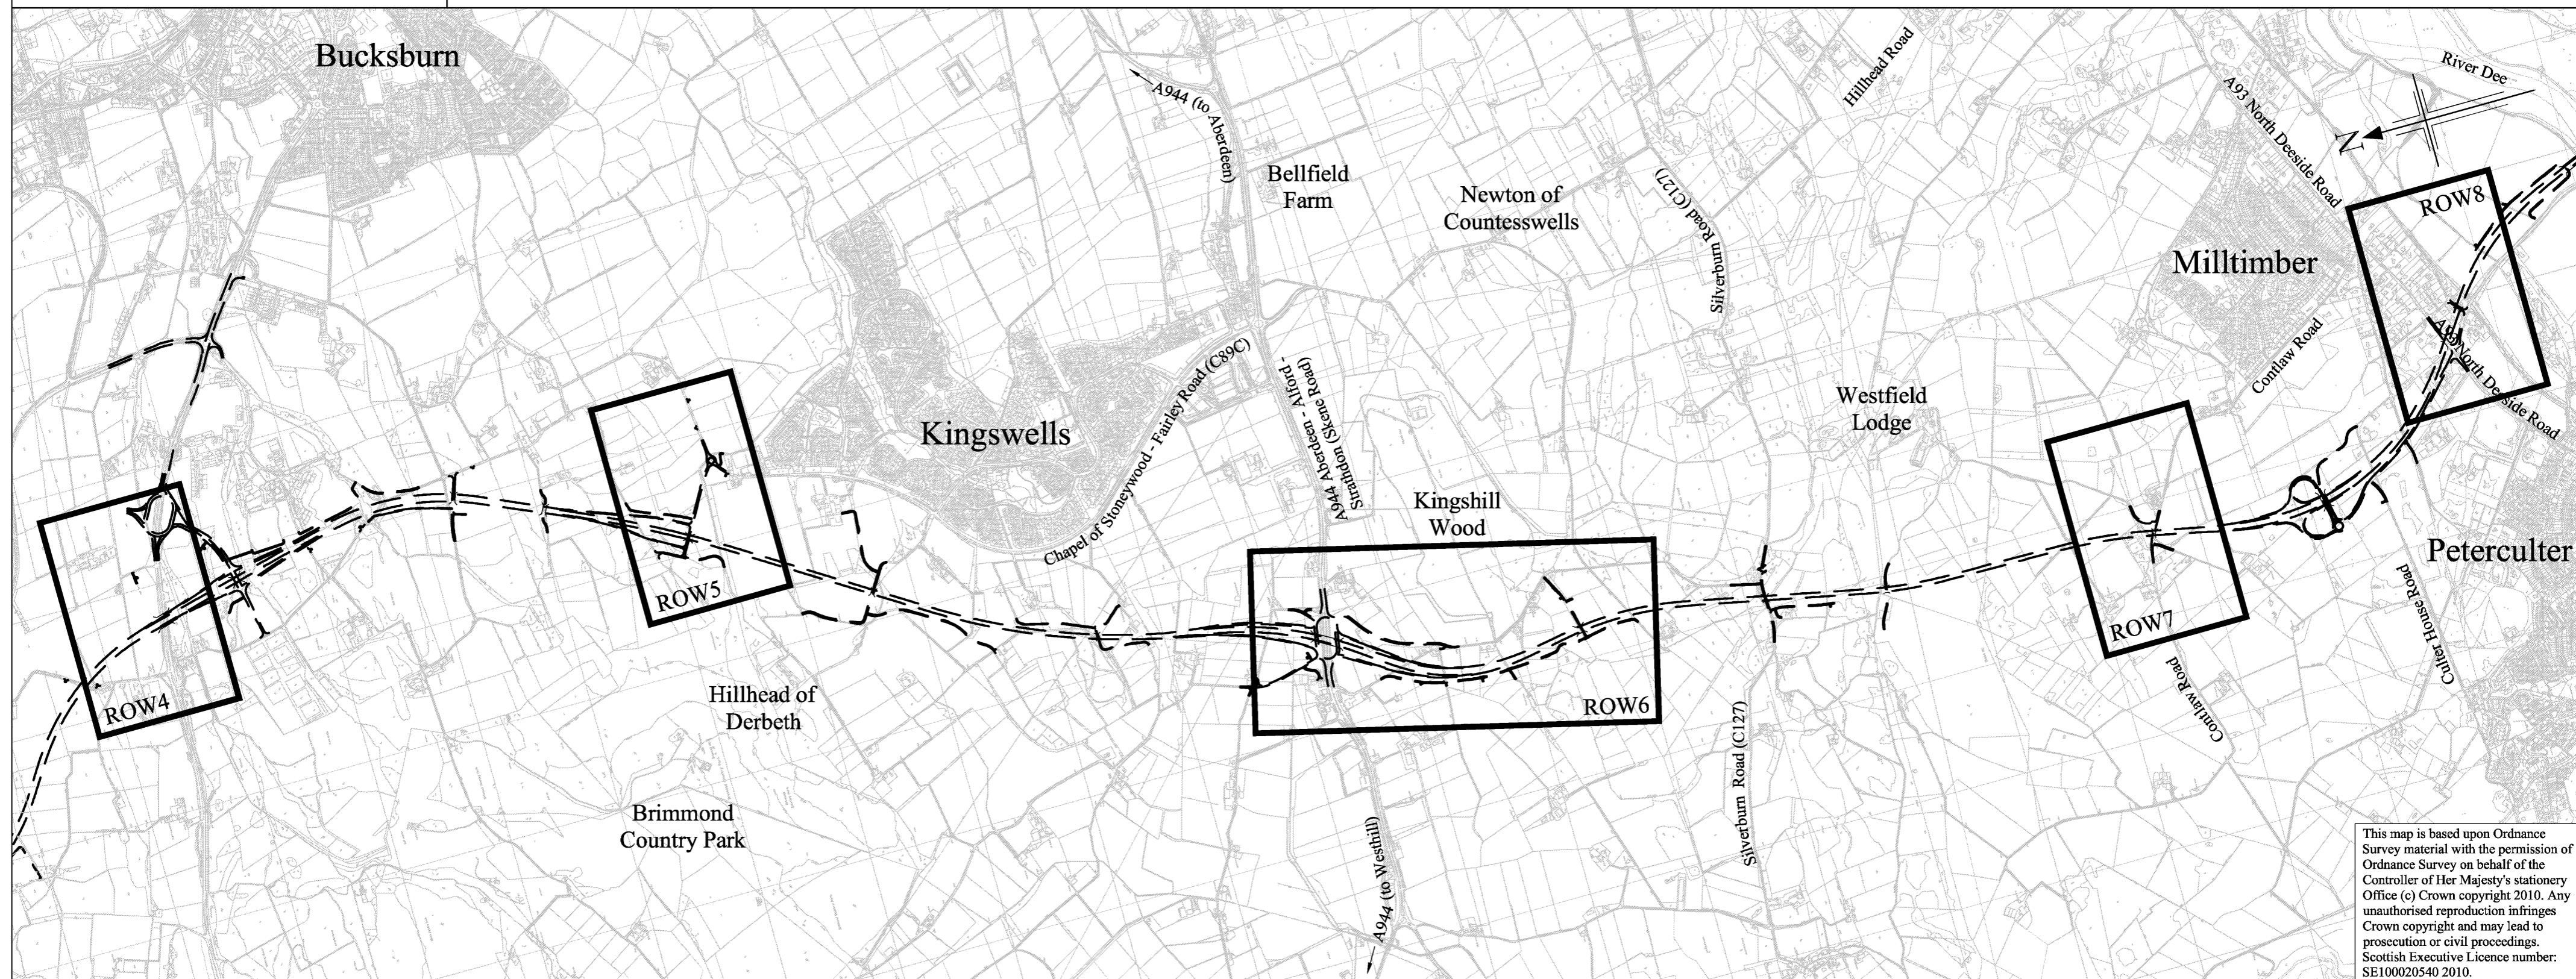 Bucksburn
A944 (to Aberdeen)
Hillhead Road
River Dee
A93 North Deeside Road
N
Bellfield
Farm
Newton of
Countesswells
Silverburn Road (C127)
Milltimber
ROW8
A93 North Deeside Road
Contlaw Road
Kingswells
Chapel of Stoneywood - Fairley Road (C89C)
A944 Aberdeen - Alford -
Strathdon (Skene Road)
Westfield
Lodge
Kingshill
Wood
Peterculter
ROW4
ROW5
ROW6
ROW7
Culter House Road
Contlaw Road
Hillhead of
Derbeth
Silverburn Road (C127)
Brimmond
Country Park
A944 (to Westhill)
This map is based upon Ordnance
Survey material with the permission of
Ordnance Survey on behalf of the
Controller of Her Majesty's stationery
Office (c) Crown copyright 2010. Any
unauthorised reproduction infringes
Crown copyright and may lead to
prosecution or civil proceedings.
Scottish Executive Licence number:
SE100020540 2010.